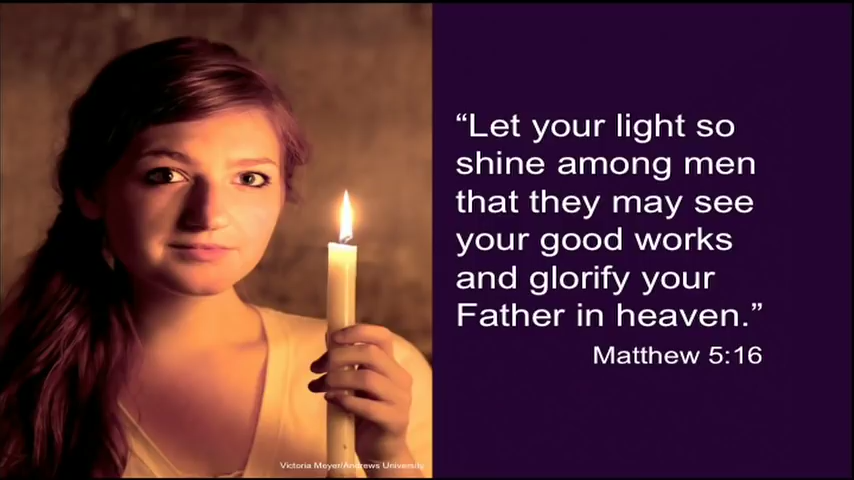 “Let your light so
shine among men
that they may see
your good works
and glorify your
Father in heaven.”
Matthew 5:16
Victoria Meyer/Andrews University